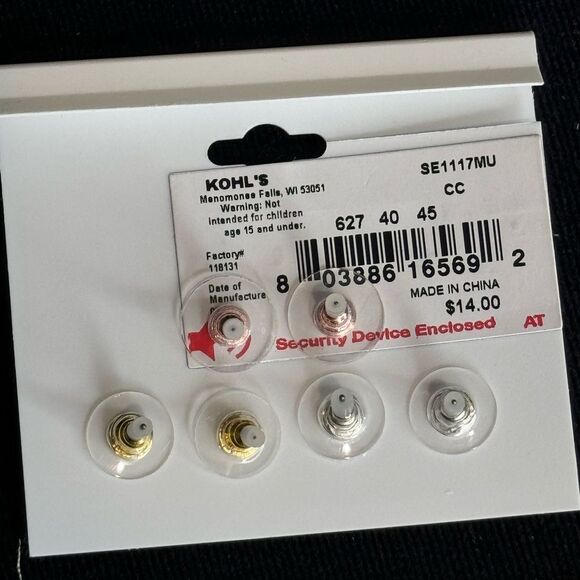 KOHL'S
Menomonee Falls, WI 53051
Warning: Not
intended for children
age 15 and under.
Factory#
118131
Date of
Manufacture
SE1117MU
CC
627 40 45
8 03886 16569 2
MADE IN CHINA
$14.00
Security Device Enclosed
AT